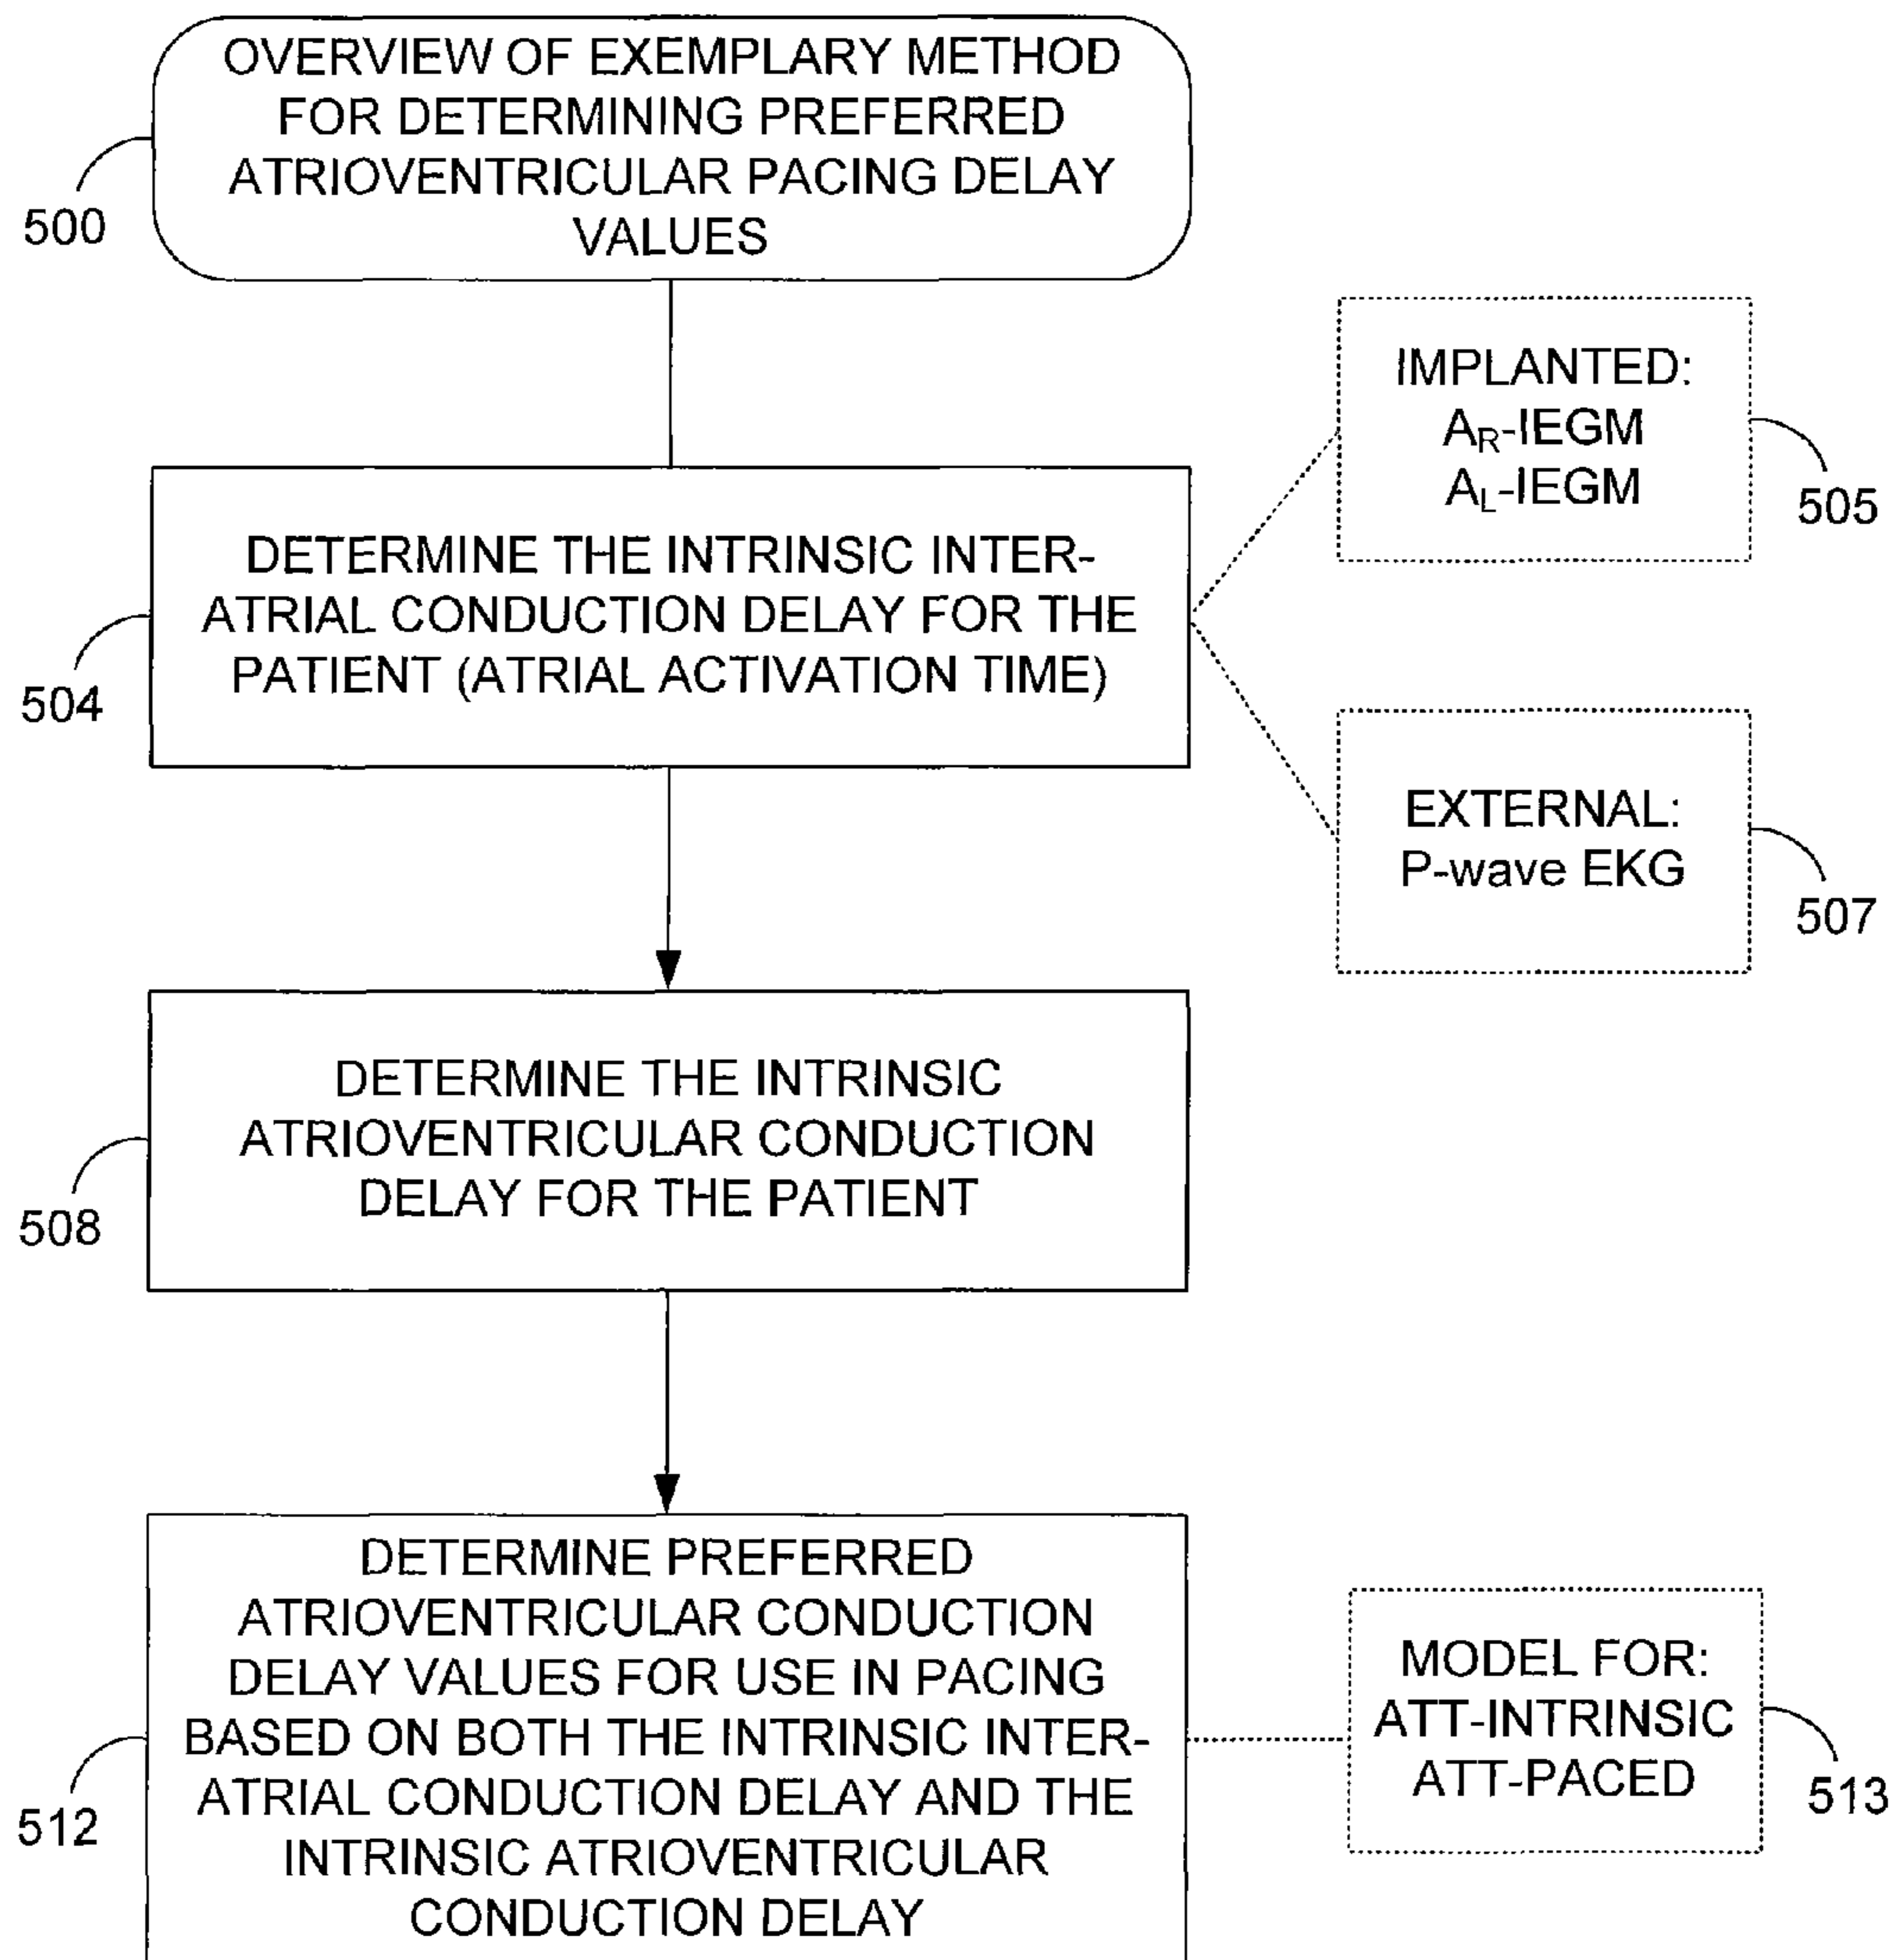 OVERVIEW OF EXEMPLARY METHOD
FOR DETERMINING PREFERRED
ATRIOVENTRICULAR PACING DELAY
VALUES
500
IMPLANTED:
A_R-IEGM
A_L-IEGM
505
DETERMINE THE INTRINSIC INTER-
ATRIAL CONDUCTION DELAY FOR THE
PATIENT (ATRIAL ACTIVATION TIME)
504
EXTERNAL:
P-wave EKG
507
DETERMINE THE INTRINSIC
ATRIOVENTRICULAR CONDUCTION
DELAY FOR THE PATIENT
508
DETERMINE PREFERRED
ATRIOVENTRICULAR CONDUCTION
DELAY VALUES FOR USE IN PACING
BASED ON BOTH THE INTRINSIC INTER-
ATRIAL CONDUCTION DELAY AND THE
INTRINSIC ATRIOVENTRICULAR
CONDUCTION DELAY
512
MODEL FOR:
ATT-INTRINSIC
ATT-PACED
513